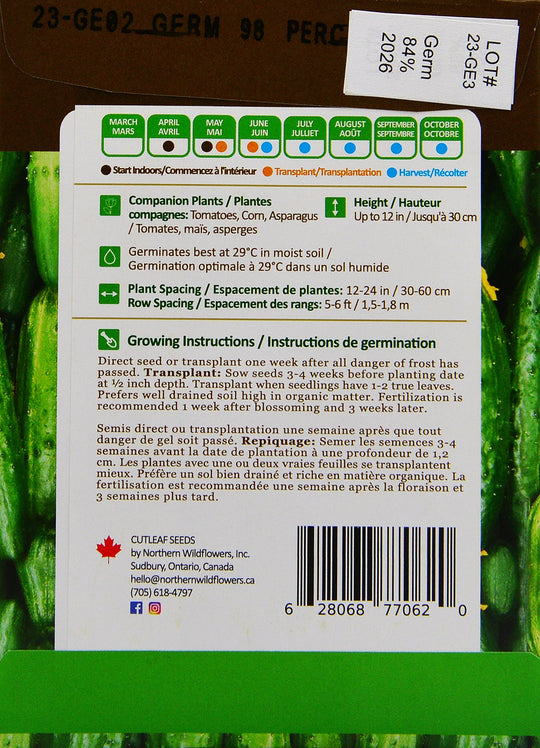 23-GE02 GERM 98 PERC
LOT#
23-GE3
Germ
84%
2026
MARCH
MARS
APRIL
AVRIL
MAY
MAI
JUNE
JUIN
JULY
JULLIET
AUGUST
AOÛT
SEPTEMBER
SEPTEMBRE
OCTOBER
OCTOBRE
Start Indoors/Commencez à l'intérieur Transplant/Transplantation Harvest/Récolter
Companion Plants / Plantes
compagnes: Tomatoes, Corn, Asparagus
/ Tomates, maïs, asperges
Height / Hauteur
Up to 12 in / Jusqu'à 30 cm
Germinates best at 29°C in moist soil /
Germination optimale à 29°C dans un sol humide
Plant Spacing / Espacement de plantes: 12-24 in / 30-60 cm
Row Spacing / Espacement des rangs: 5-6 ft / 1,5-1,8 m
Growing Instructions / Instructions de germination
Direct seed or transplant one week after all danger of frost has
passed. Transplant: Sow seeds 3-4 weeks before planting date
at ½ inch depth. Transplant when seedlings have 1-2 true leaves.
Prefers well drained soil high in organic matter. Fertilization is
recommended 1 week after blossoming and 3 weeks later.
Semis direct ou transplantation une semaine après que tout
danger de gel soit passé. Repiquage: Semer les semences 3-4
semaines avant la date de plantation à une profondeur de 1,2
cm. Les plantes avec une ou deux vraies feuilles se transplantent
mieux. Préfère un sol bien drainé et riche en matière organique. La
fertilisation est recommandée une semaine après la floraison et
3 semaines plus tard.
CUTLEAF SEEDS
by Northern Wildflowers, Inc.
Sudbury, Ontario, Canada
hello@northernwildflowers.ca
(705) 618-4797
6 28068 77062 0